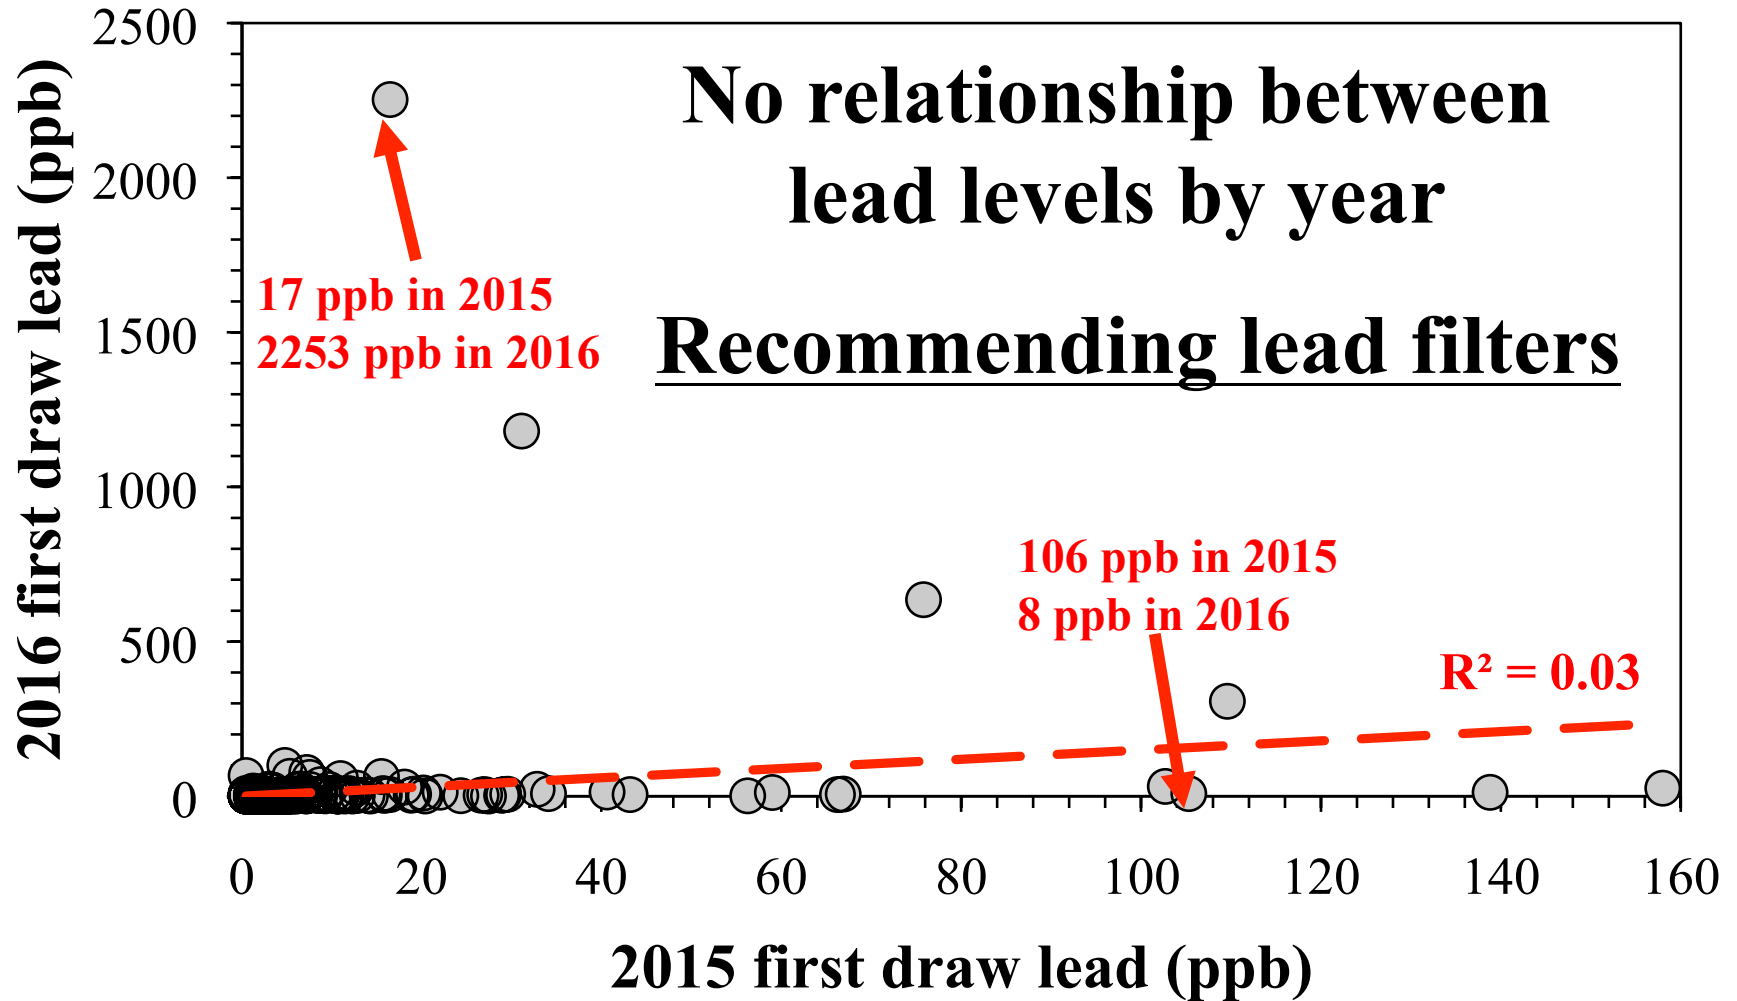 No relationship between
lead levels by year
Recommending lead filters
17 ppb in 2015
2253 ppb in 2016
106 ppb in 2015
8 ppb in 2016
R² = 0.03
2016 first draw lead (ppb)
2500
2000
1500
1000
500
0
0 20 40 60 80 100 120 140 160
2015 first draw lead (ppb)